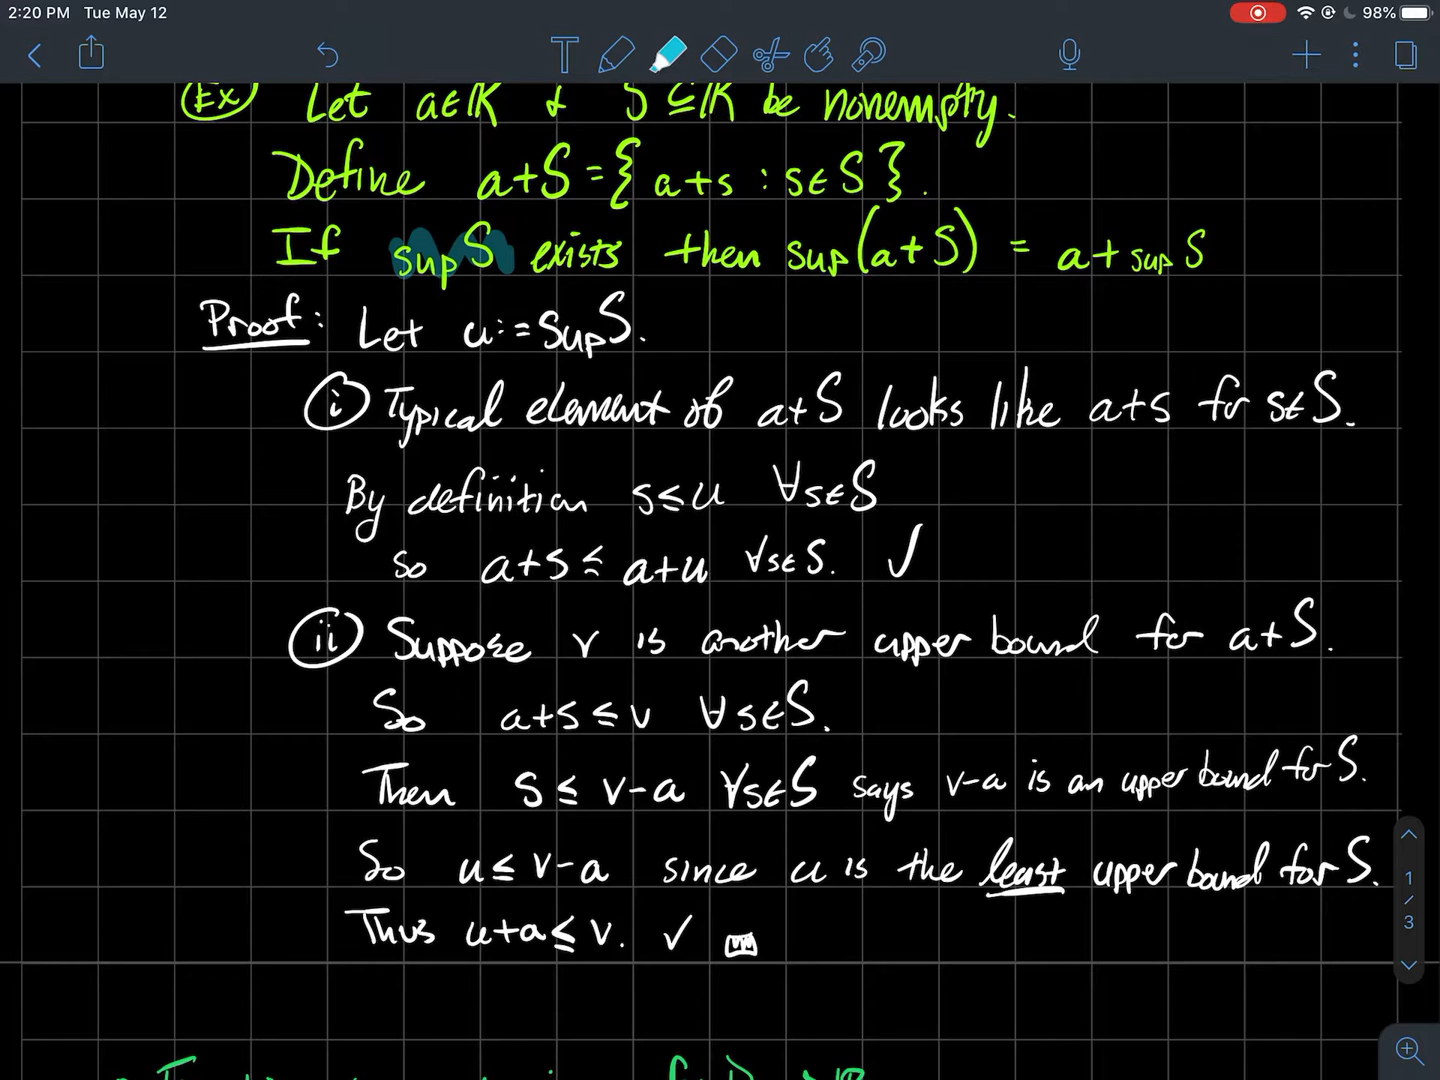 2:20 PM Tue May 12 98%
Ex Let a∈ℝ & S⊆ℝ be nonempty.
Define a+S = { a+s : s∈S }.
If sup S exists then sup(a+S) = a + sup S
Proof: Let u := Sup S.
i Typical element of a+S looks like a+s for s∈S.
By definition s≤u ∀s∈S
So a+s ≤ a+u ∀s∈S. ✓
ii Suppose v is another upper bound for a+S.
So a+s ≤ v ∀s∈S.
Then s ≤ v-a ∀s∈S says v-a is an upper bound for S.
So u ≤ v-a since u is the least upper bound for S.
Thus u+a ≤ v. ✓
1
/
3